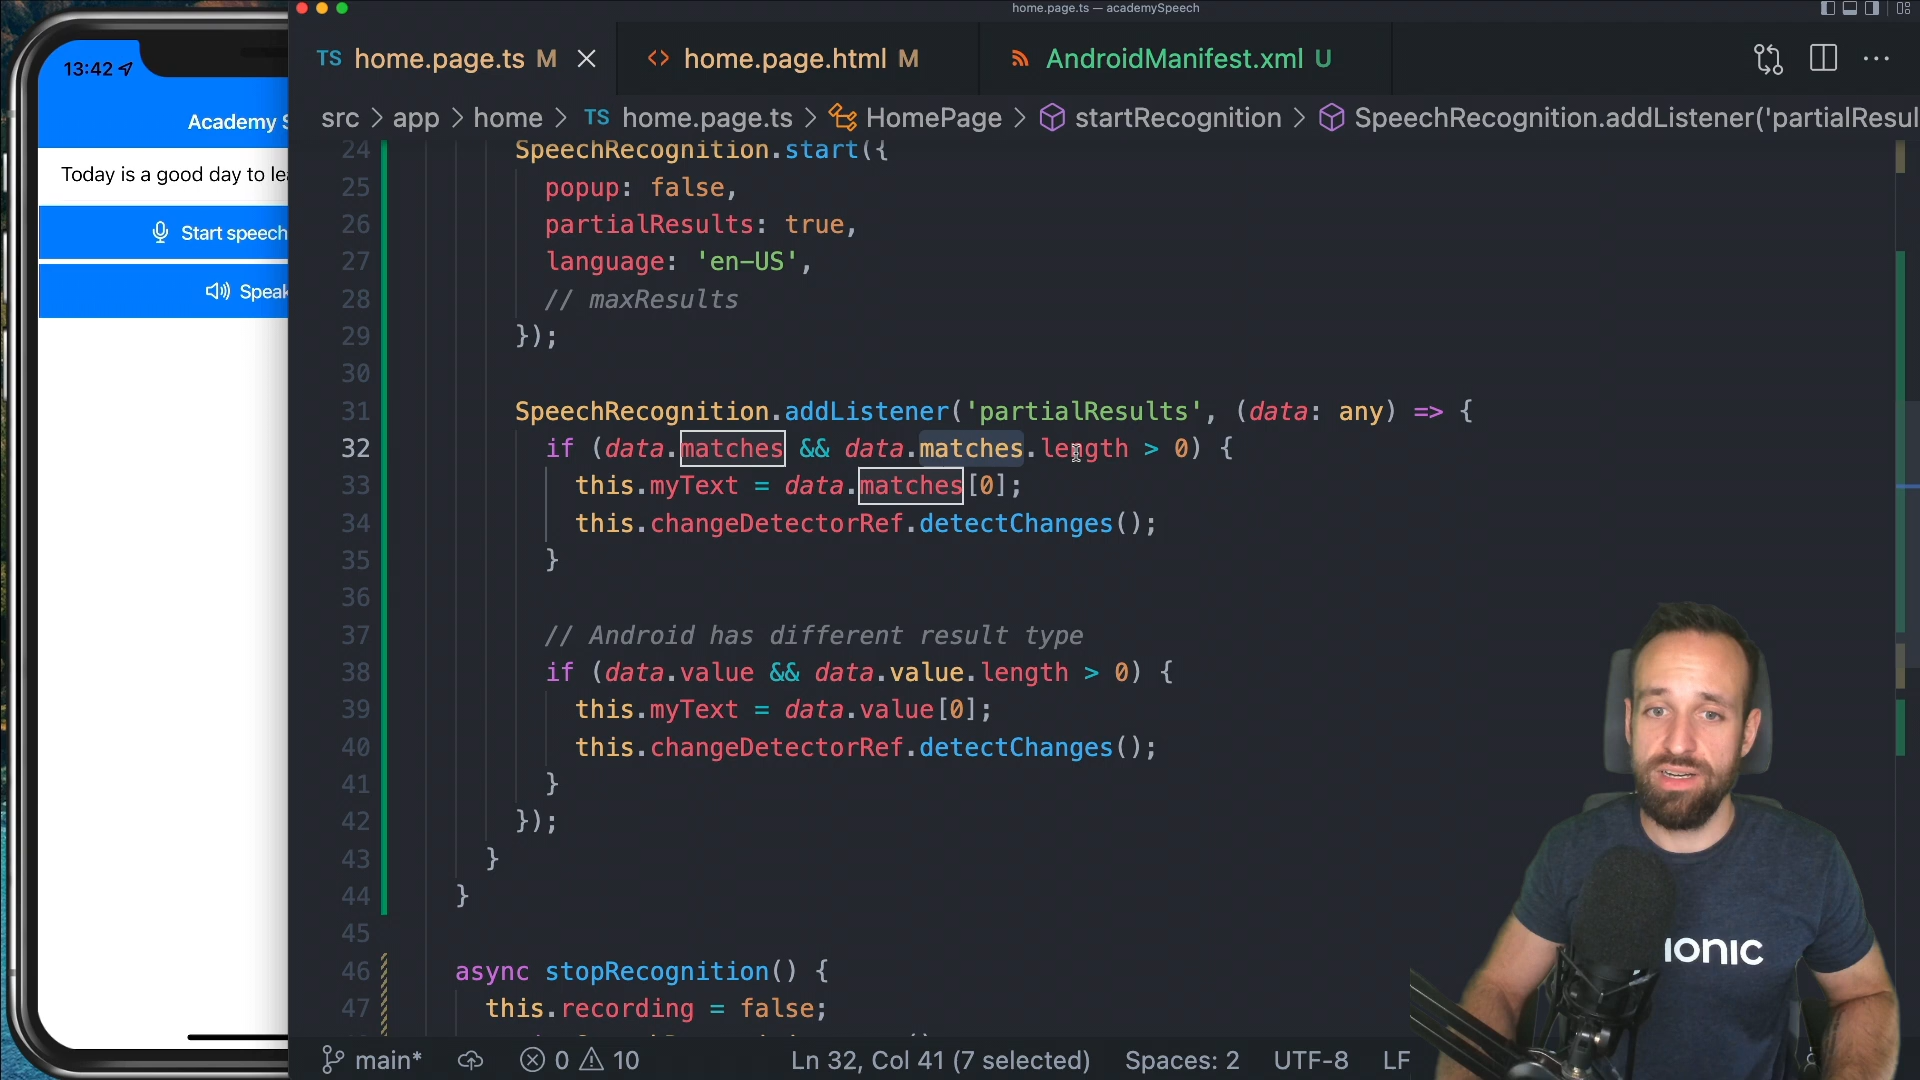 home.page.ts — academySpeech
13:42
Academy S
Today is a good day to lea
Start speech
Speak
TS home.page.ts M
<> home.page.html M
AndroidManifest.xml U
src > app > home > TS home.page.ts > HomePage > startRecognition > SpeechRecognition.addListener('partialResul
24 SpeechRecognition.start({
25 popup: false,
26 partialResults: true,
27 language: 'en-US',
28 // maxResults
29 });
30
31 SpeechRecognition.addListener('partialResults', (data: any) => {
32 if (data.matches && data.matches.length > 0) {
33 this.myText = data.matches[0];
34 this.changeDetectorRef.detectChanges();
35 }
36
37 // Android has different result type
38 if (data.value && data.value.length > 0) {
39 this.myText = data.value[0];
40 this.changeDetectorRef.detectChanges();
41 }
42 });
43 }
44 }
45
46 async stopRecognition() {
47 this.recording = false;
IONIC
main* 0 10 Ln 32, Col 41 (7 selected) Spaces: 2 UTF-8 LF